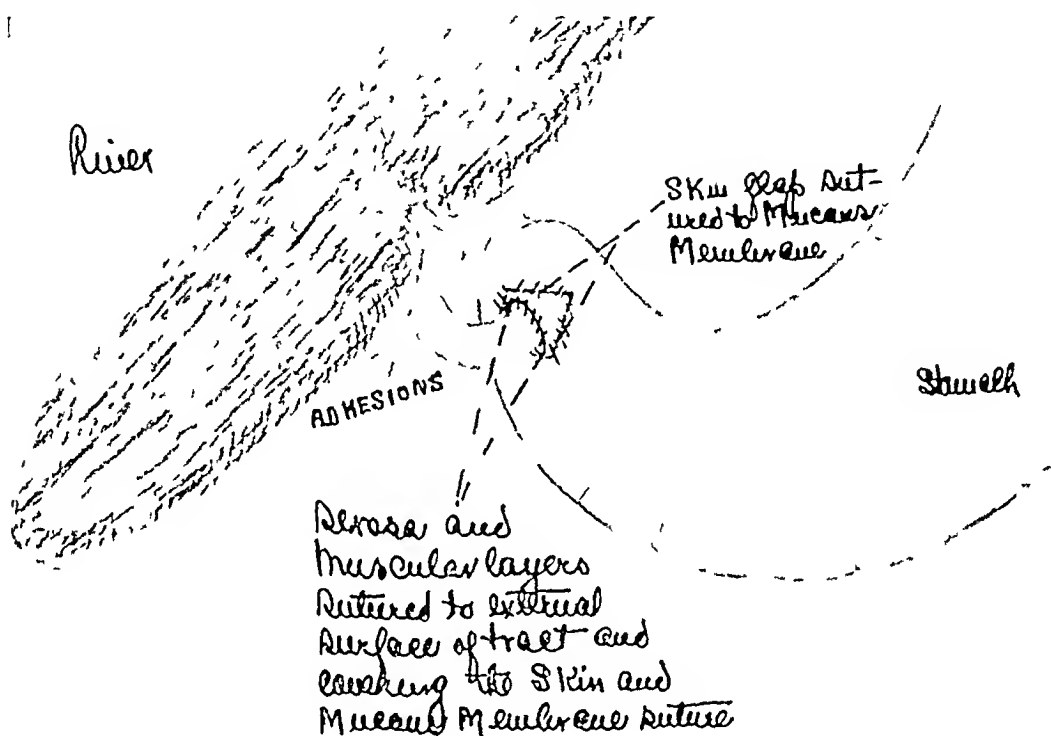 Liver
Skin flap sut-
ured to Mucous
Membrane
Stomach
ADHESIONS
Serosa and
Muscular layers
sutured to external
surface of tract and
covering the Skin and
Mucous Membrane suture